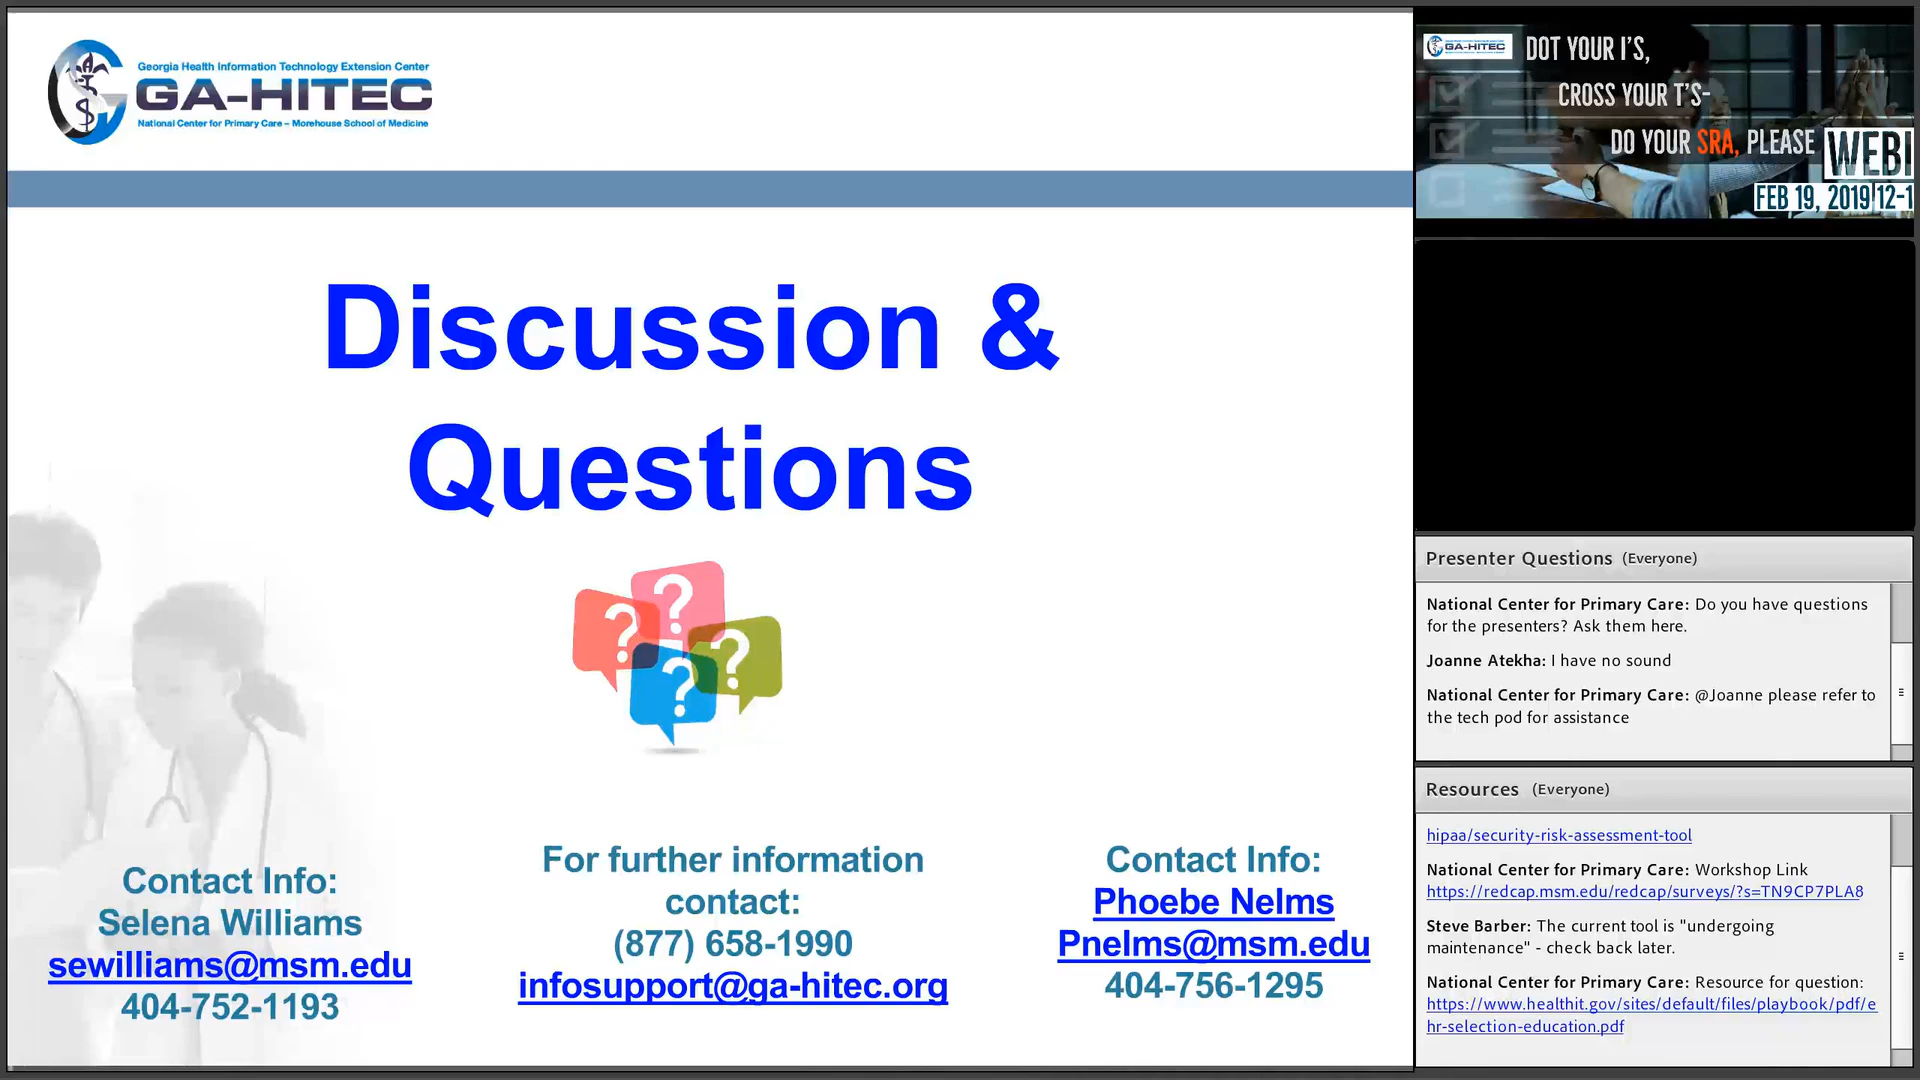 Georgia Health Information Technology Extension Center
GA-HITEC
National Center for Primary Care – Morehouse School of Medicine
Discussion &
Questions
? ? ? ?
Contact Info:
Selena Williams
sewilliams@msm.edu
404-752-1193
For further information
contact:
(877) 658-1990
infosupport@ga-hitec.org
Contact Info:
Phoebe Nelms
Pnelms@msm.edu
404-756-1295
GA-HITEC
DOT YOUR I'S,
CROSS YOUR T'S-
DO YOUR SRA, PLEASE
WEBI
FEB 19, 2019 12-1
Presenter Questions (Everyone)
National Center for Primary Care: Do you have questions
for the presenters? Ask them here.
Joanne Atekha: I have no sound
National Center for Primary Care: @Joanne please refer to
the tech pod for assistance
Resources (Everyone)
hipaa/security-risk-assessment-tool
National Center for Primary Care: Workshop Link
https://redcap.msm.edu/redcap/surveys/?s=TN9CP7PLA8
Steve Barber: The current tool is "undergoing
maintenance" - check back later.
National Center for Primary Care: Resource for question:
https://www.healthit.gov/sites/default/files/playbook/pdf/e
hr-selection-education.pdf